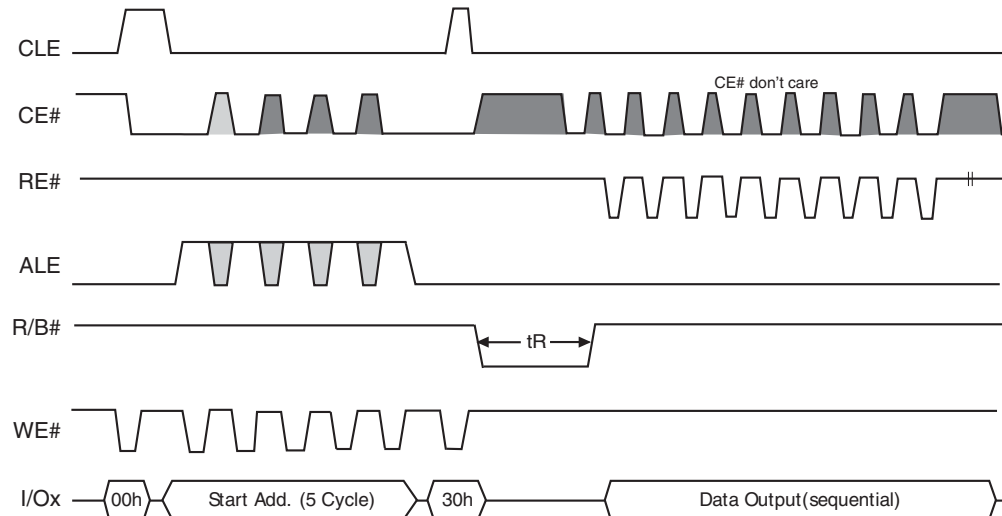 CLE
CE# don't care
CE#
RE#
ALE
R/B#
tR
WE#
I/Ox 00h Start Add. (5 Cycle) 30h Data Output(sequential)